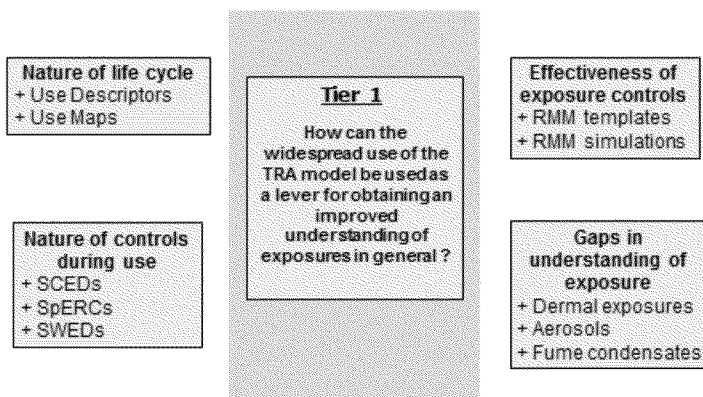 Nature of life cycle
+ Use Descriptors
+ Use Maps
Nature of controls
during use
+ SCEDs
+ SpERCs
+ SWEDs
Tier 1
How can the
widespread use of the
TRA model be used as
a lever for obtaining an
improved
understanding of
exposures in general ?
Effectiveness of
exposure controls
+ RMM templates
+ RMM simulations
Gaps in
understanding of
exposure
+ Dermal exposures
+ Aerosols
+ Fume condensates